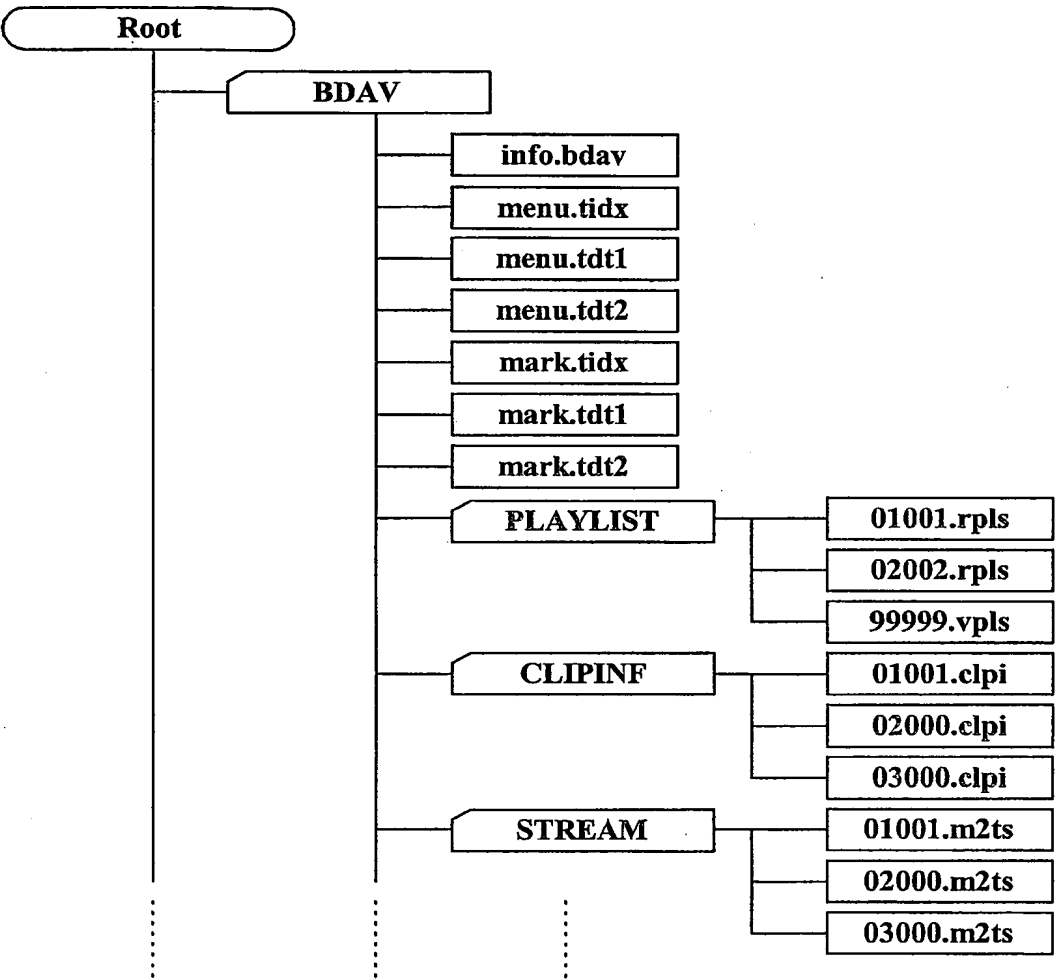 Root
BDAV
info.bdav
menu.tidx
menu.tdt1
menu.tdt2
mark.tidx
mark.tdt1
mark.tdt2
PLAYLIST
01001.rpls
02002.rpls
99999.vpls
CLIPINF
01001.clpi
02000.clpi
03000.clpi
STREAM
01001.m2ts
02000.m2ts
03000.m2ts